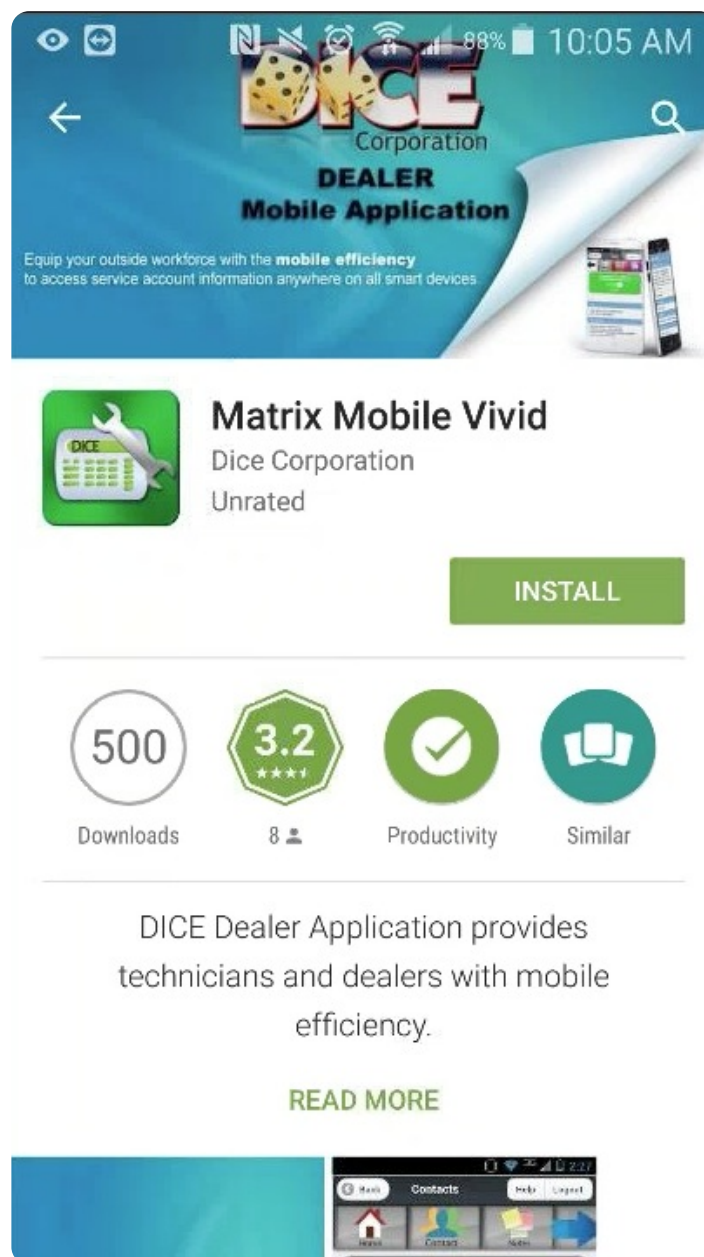 88% 10:05 AM
DICE
Corporation
DEALER
Mobile Application
Equip your outside workforce with the mobile efficiency
to access service account information anywhere on all smart devices
DICE
Matrix Mobile Vivid
Dice Corporation
Unrated
INSTALL
500
3.2
Downloads
8
Productivity
Similar
DICE Dealer Application provides
technicians and dealers with mobile
efficiency.
READ MORE
2:27
Back Contacts Help Logout
Home Contact Notes